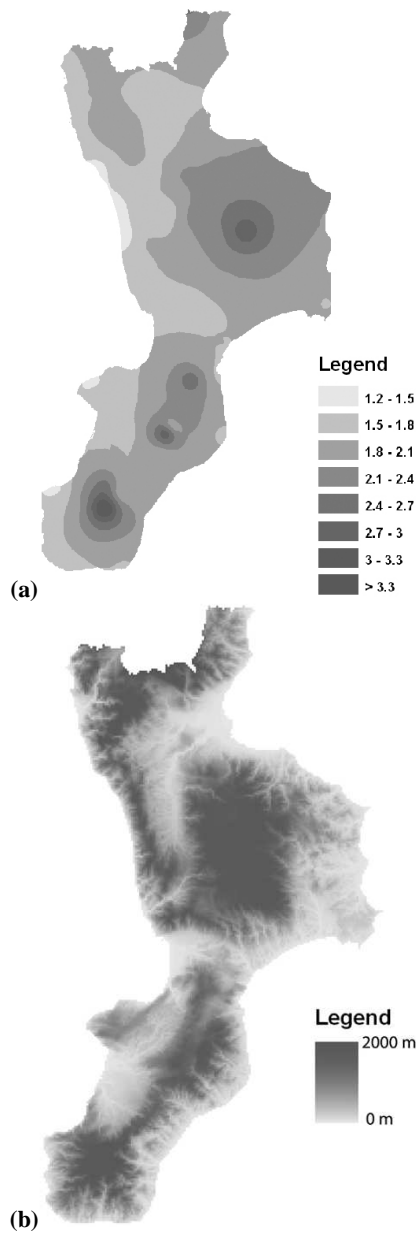 Legend
1.2 - 1.5
1.5 - 1.8
1.8 - 2.1
2.1 - 2.4
2.4 - 2.7
2.7 - 3
3 - 3.3
> 3.3
(a)
Legend
2000 m
0 m
(b)